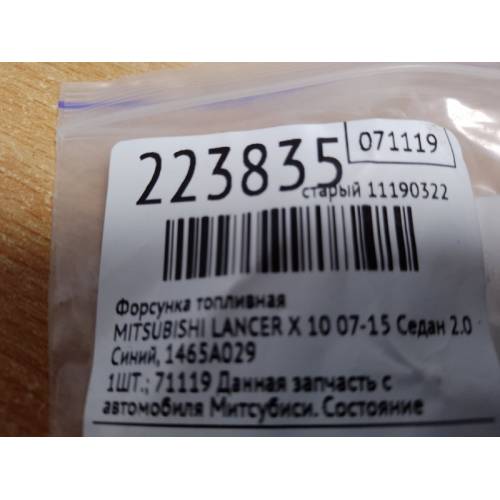 223835
071119
старый 11190322
Форсунка топливная
MITSUBISHI LANCER X 10 07-15 Седан 2.0
Синий, 1465A029
1ШТ.; 71119 Данная запчасть с
автомобиля Митсубиси. Состояние